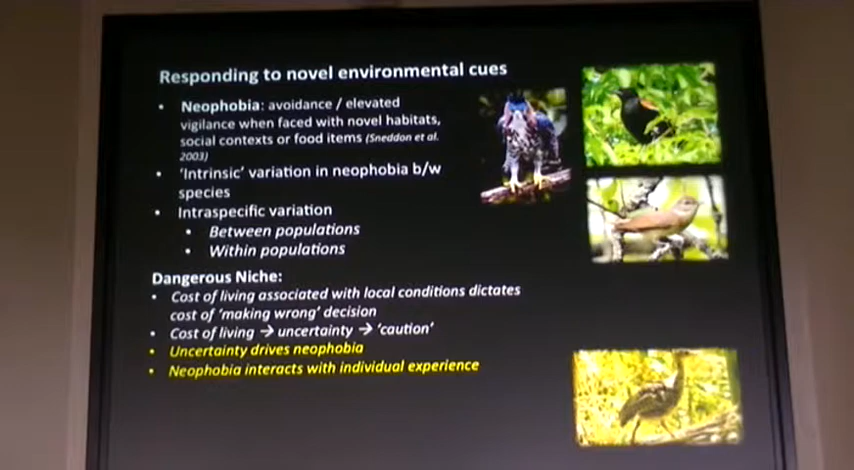 Responding to novel environmental cues
• Neophobia: avoidance / elevated
vigilance when faced with novel habitats,
social contexts or food items (Sneddon et al.
2003)
• 'Intrinsic' variation in neophobia b/w
species
• Intraspecific variation
• Between populations
• Within populations
Dangerous Niche:
• Cost of living associated with local conditions dictates
cost of 'making wrong' decision
• Cost of living → uncertainty → 'caution'
• Uncertainty drives neophobia
• Neophobia interacts with individual experience